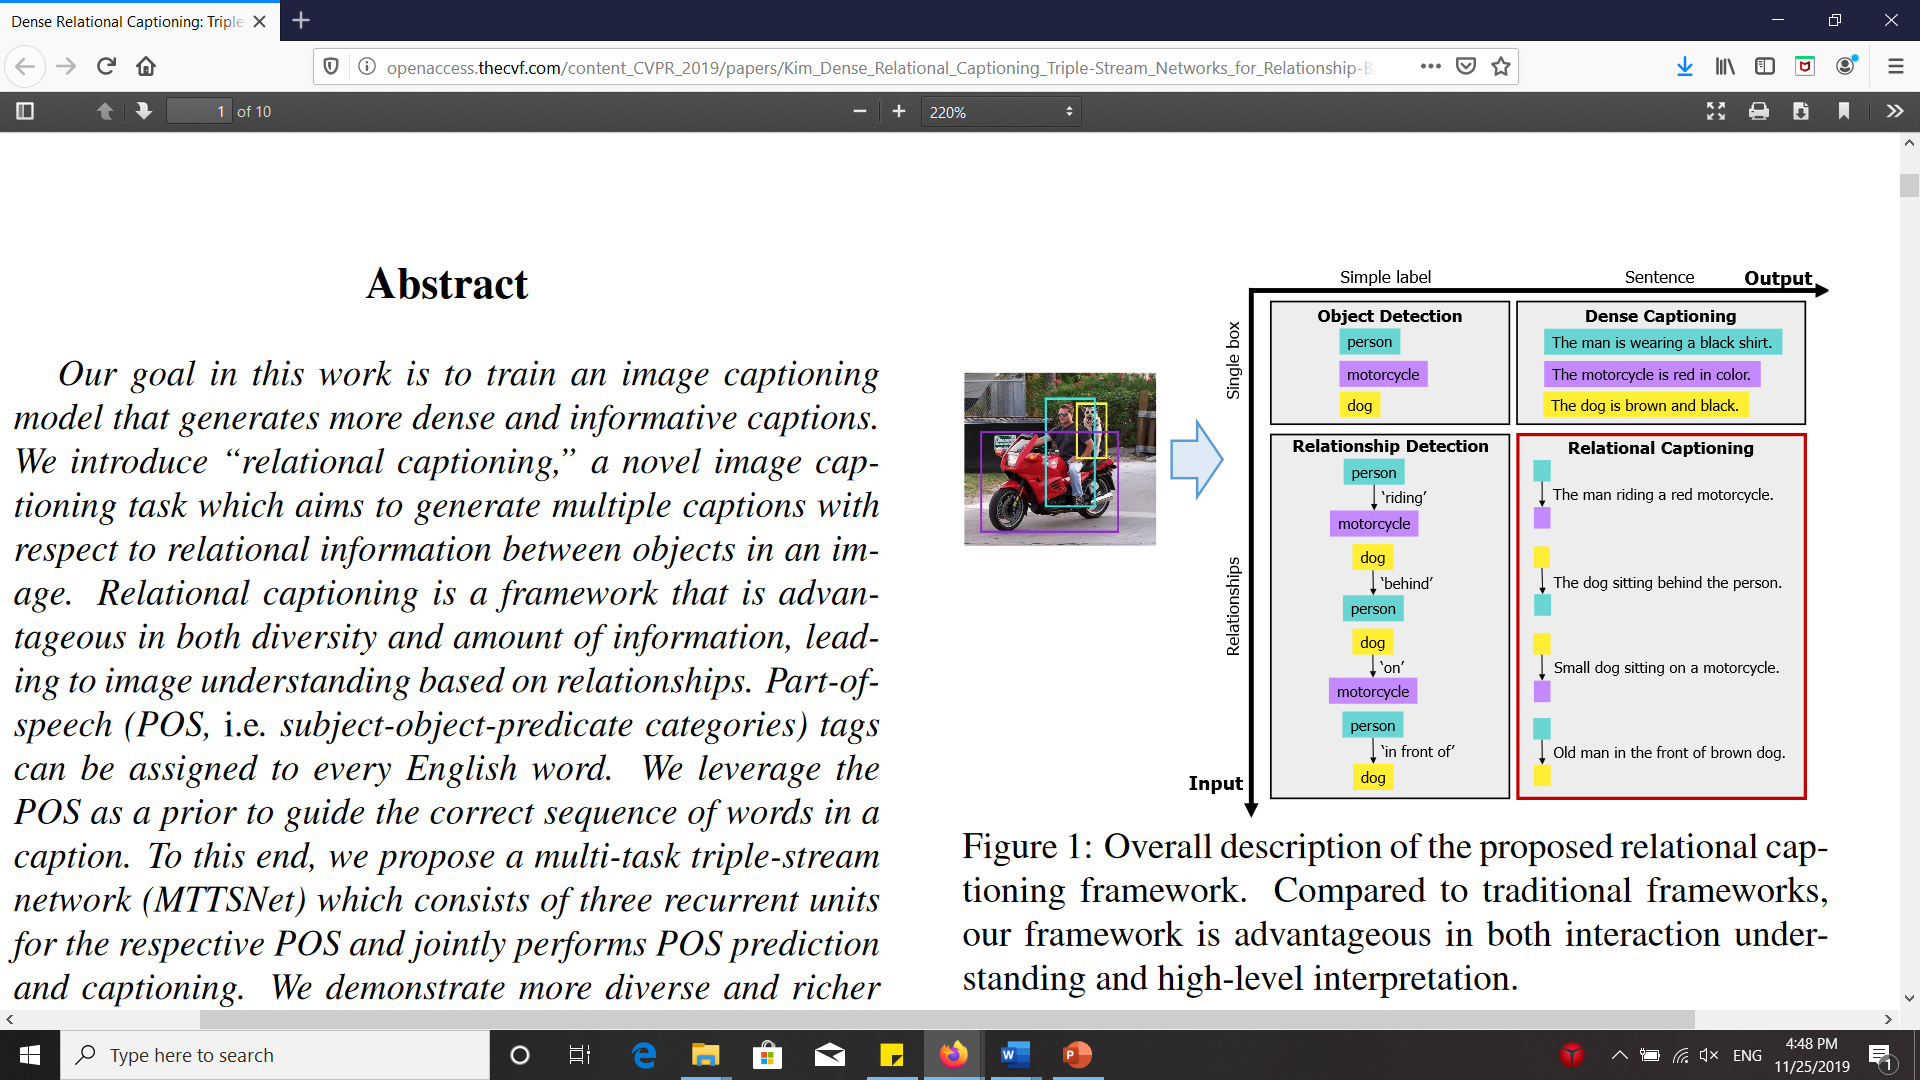 Dense Relational Captioning: Triple
openaccess.thecvf.com/content_CVPR_2019/papers/Kim_Dense_Relational_Captioning_Triple-Stream_Networks_for_Relationship-B
1 of 10
220%
Abstract
Our goal in this work is to train an image captioning
model that generates more dense and informative captions.
We introduce “relational captioning,” a novel image cap-
tioning task which aims to generate multiple captions with
respect to relational information between objects in an im-
age. Relational captioning is a framework that is advan-
tageous in both diversity and amount of information, lead-
ing to image understanding based on relationships. Part-of-
speech (POS, i.e. subject-object-predicate categories) tags
can be assigned to every English word. We leverage the
POS as a prior to guide the correct sequence of words in a
caption. To this end, we propose a multi-task triple-stream
network (MTTSNet) which consists of three recurrent units
for the respective POS and jointly performs POS prediction
and captioning. We demonstrate more diverse and richer
Simple label
Sentence
Output
Single box
Relationships
Input
Object Detection
person
motorcycle
dog
Dense Captioning
The man is wearing a black shirt.
The motorcycle is red in color.
The dog is brown and black.
Relationship Detection
person
‘riding’
motorcycle
dog
‘behind’
person
dog
‘on’
motorcycle
person
‘in front of’
dog
Relational Captioning
The man riding a red motorcycle.
The dog sitting behind the person.
Small dog sitting on a motorcycle.
Old man in the front of brown dog.
Figure 1: Overall description of the proposed relational cap-
tioning framework. Compared to traditional frameworks,
our framework is advantageous in both interaction under-
standing and high-level interpretation.
Type here to search
ENG
4:48 PM
11/25/2019
1